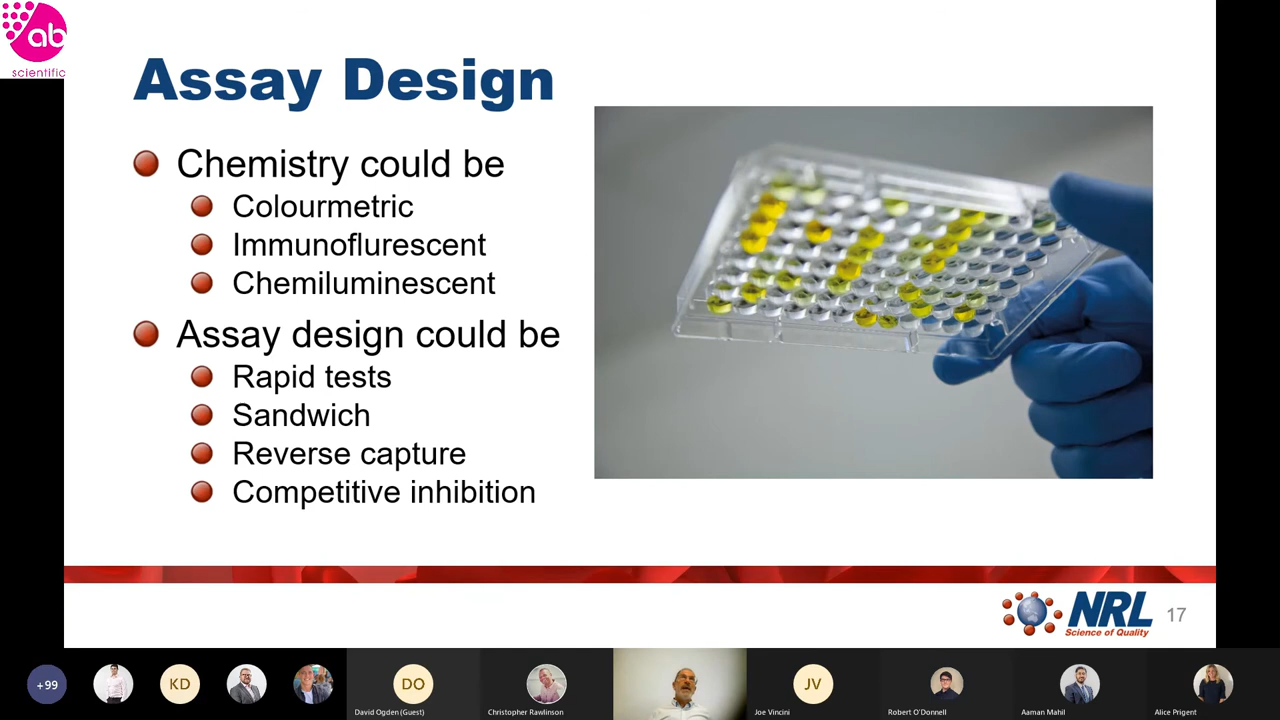 ab
scientific
Assay Design
Chemistry could be
Colourmetric
Immunoflurescent
Chemiluminescent
Assay design could be
Rapid tests
Sandwich
Reverse capture
Competitive inhibition
NRL
Science of Quality
17
+99
KD
DO
JV
David Ogden (Guest)
Christopher Rawlinson
Joe Vincini
Robert O'Donnell
Aaman Mahil
Alice Prigent